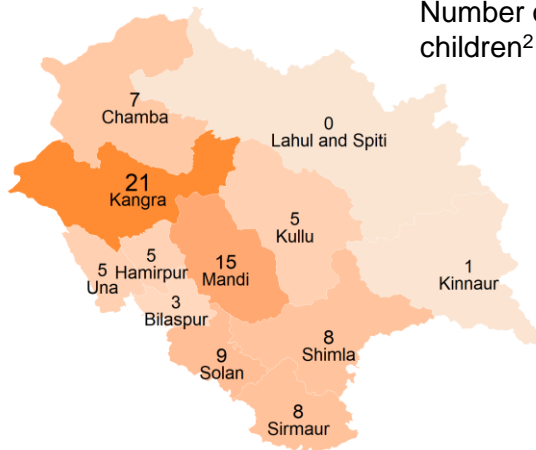 Number
children²
7
Chamba
0
Lahul and Spiti
21
Kangra
5
Kullu
5
Una
5
Hamirpur
15
Mandi
1
Kinnaur
3
Bilaspur
8
Shimla
9
Solan
8
Sirmaur